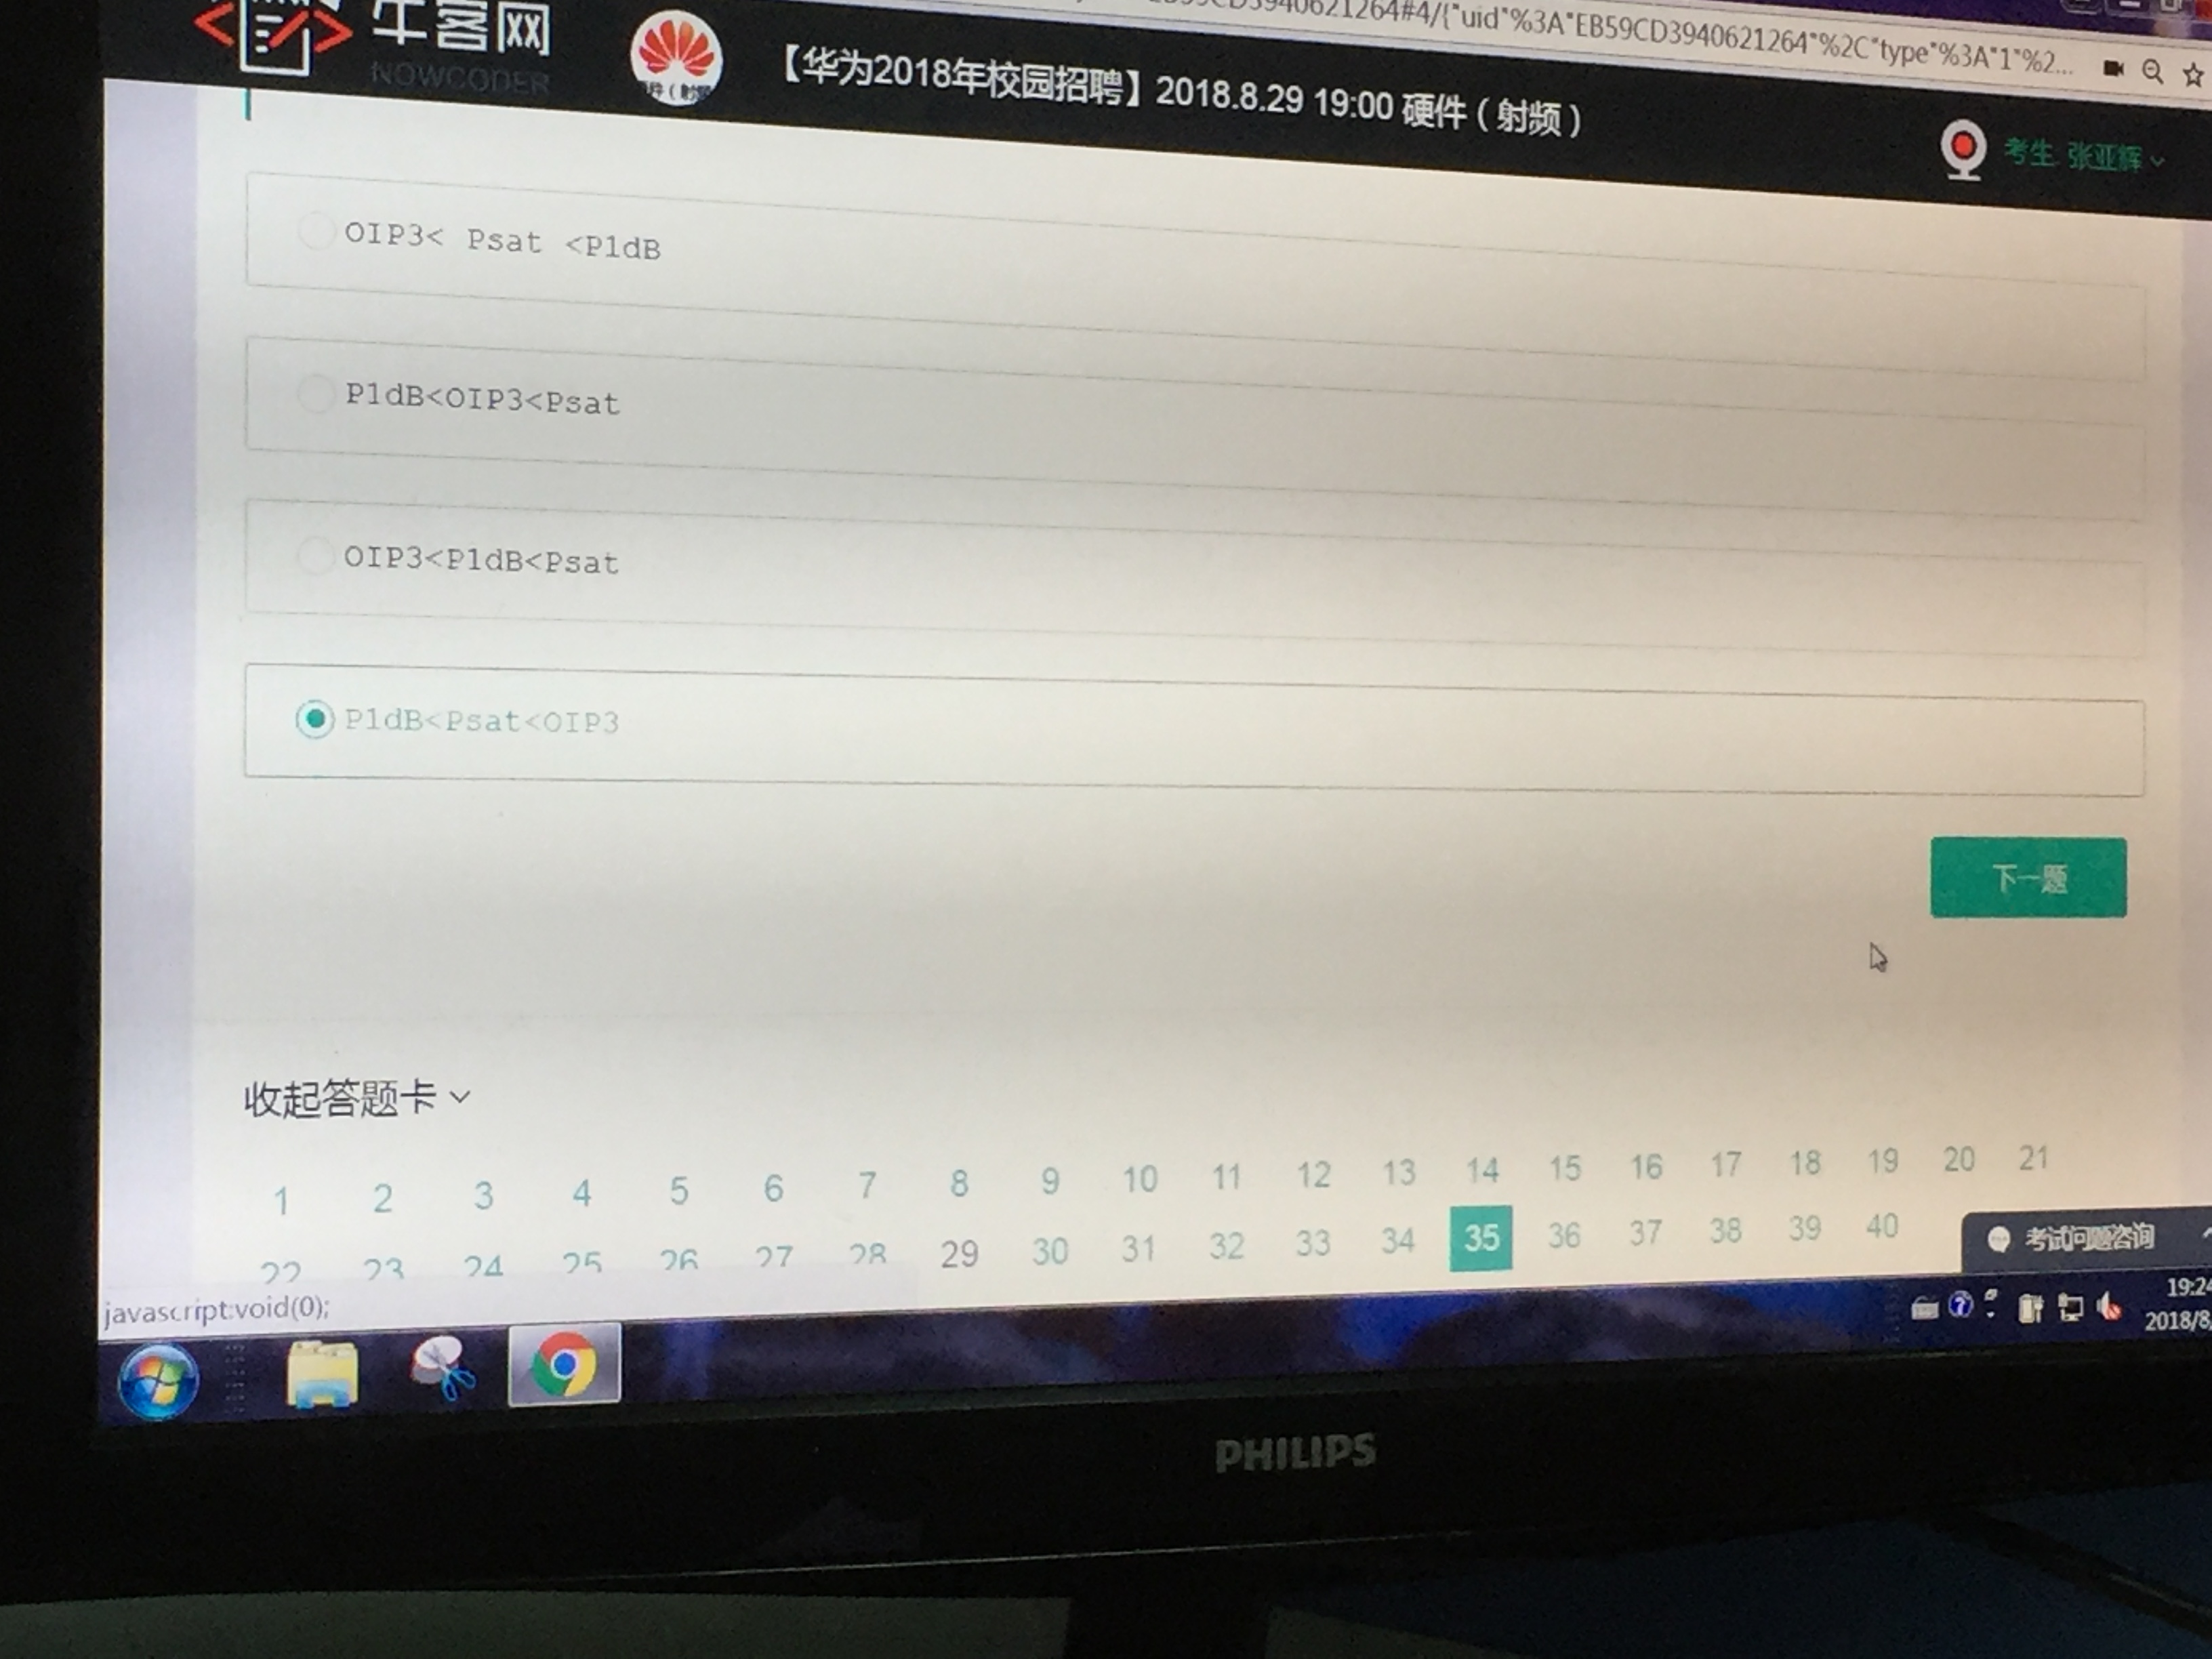 牛客网
NOWCODER
【华为2018年校园招聘】2018.8.29 19:00 硬件（射频）
3940621264#4/{"uid"%3A"EB59CD3940621264"%2C"type"%3A"1"%2...
考生 张亚辉
OIP3< Psat <P1dB
P1dB<OIP3<Psat
OIP3<P1dB<Psat
P1dB<Psat<OIP3
下一题
收起答题卡
1 2 3 4 5 6 7 8 9 10 11 12 13 14 15 16 17 18 19 20 21
22 23 24 25 26 27 28 29 30 31 32 33 34 35 36 37 38 39 40
考试问题咨询
javascript:void(0);
19:24
2018/8/
PHILIPS